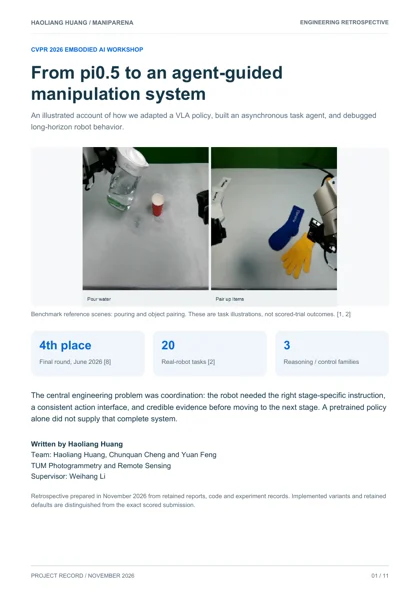 HAOLIANG HUANG / MANIPARENA
ENGINEERING RETROSPECTIVE
CVPR 2026 EMBODIED AI WORKSHOP
From pi0.5 to an agent-guided
manipulation system
An illustrated account of how we adapted a VLA policy, built an asynchronous task agent, and debugged
long-horizon robot behavior.
Pour water
Pair up items
Benchmark reference scenes: pouring and object pairing. These are task illustrations, not scored-trial outcomes. [1, 2]
4th place
Final round, June 2026 [6]
20
Real-robot tasks [2]
3
Reasoning / control families
The central engineering problem was coordination: the robot needed the right stage-specific instruction,
a consistent action interface, and credible evidence before moving to the next stage. A pretrained policy
alone did not supply that complete system.
Written by Haoliang Huang
Team: Haoliang Huang, Chunquan Cheng and Yuan Feng
TUM Photogrammetry and Remote Sensing
Supervisor: Weihang Li
Retrospective prepared in November 2026 from retained reports, code and experiment records. Implemented variants and retained
defaults are distinguished from the exact scored submission.
PROJECT RECORD / NOVEMBER 2026
01 / 11